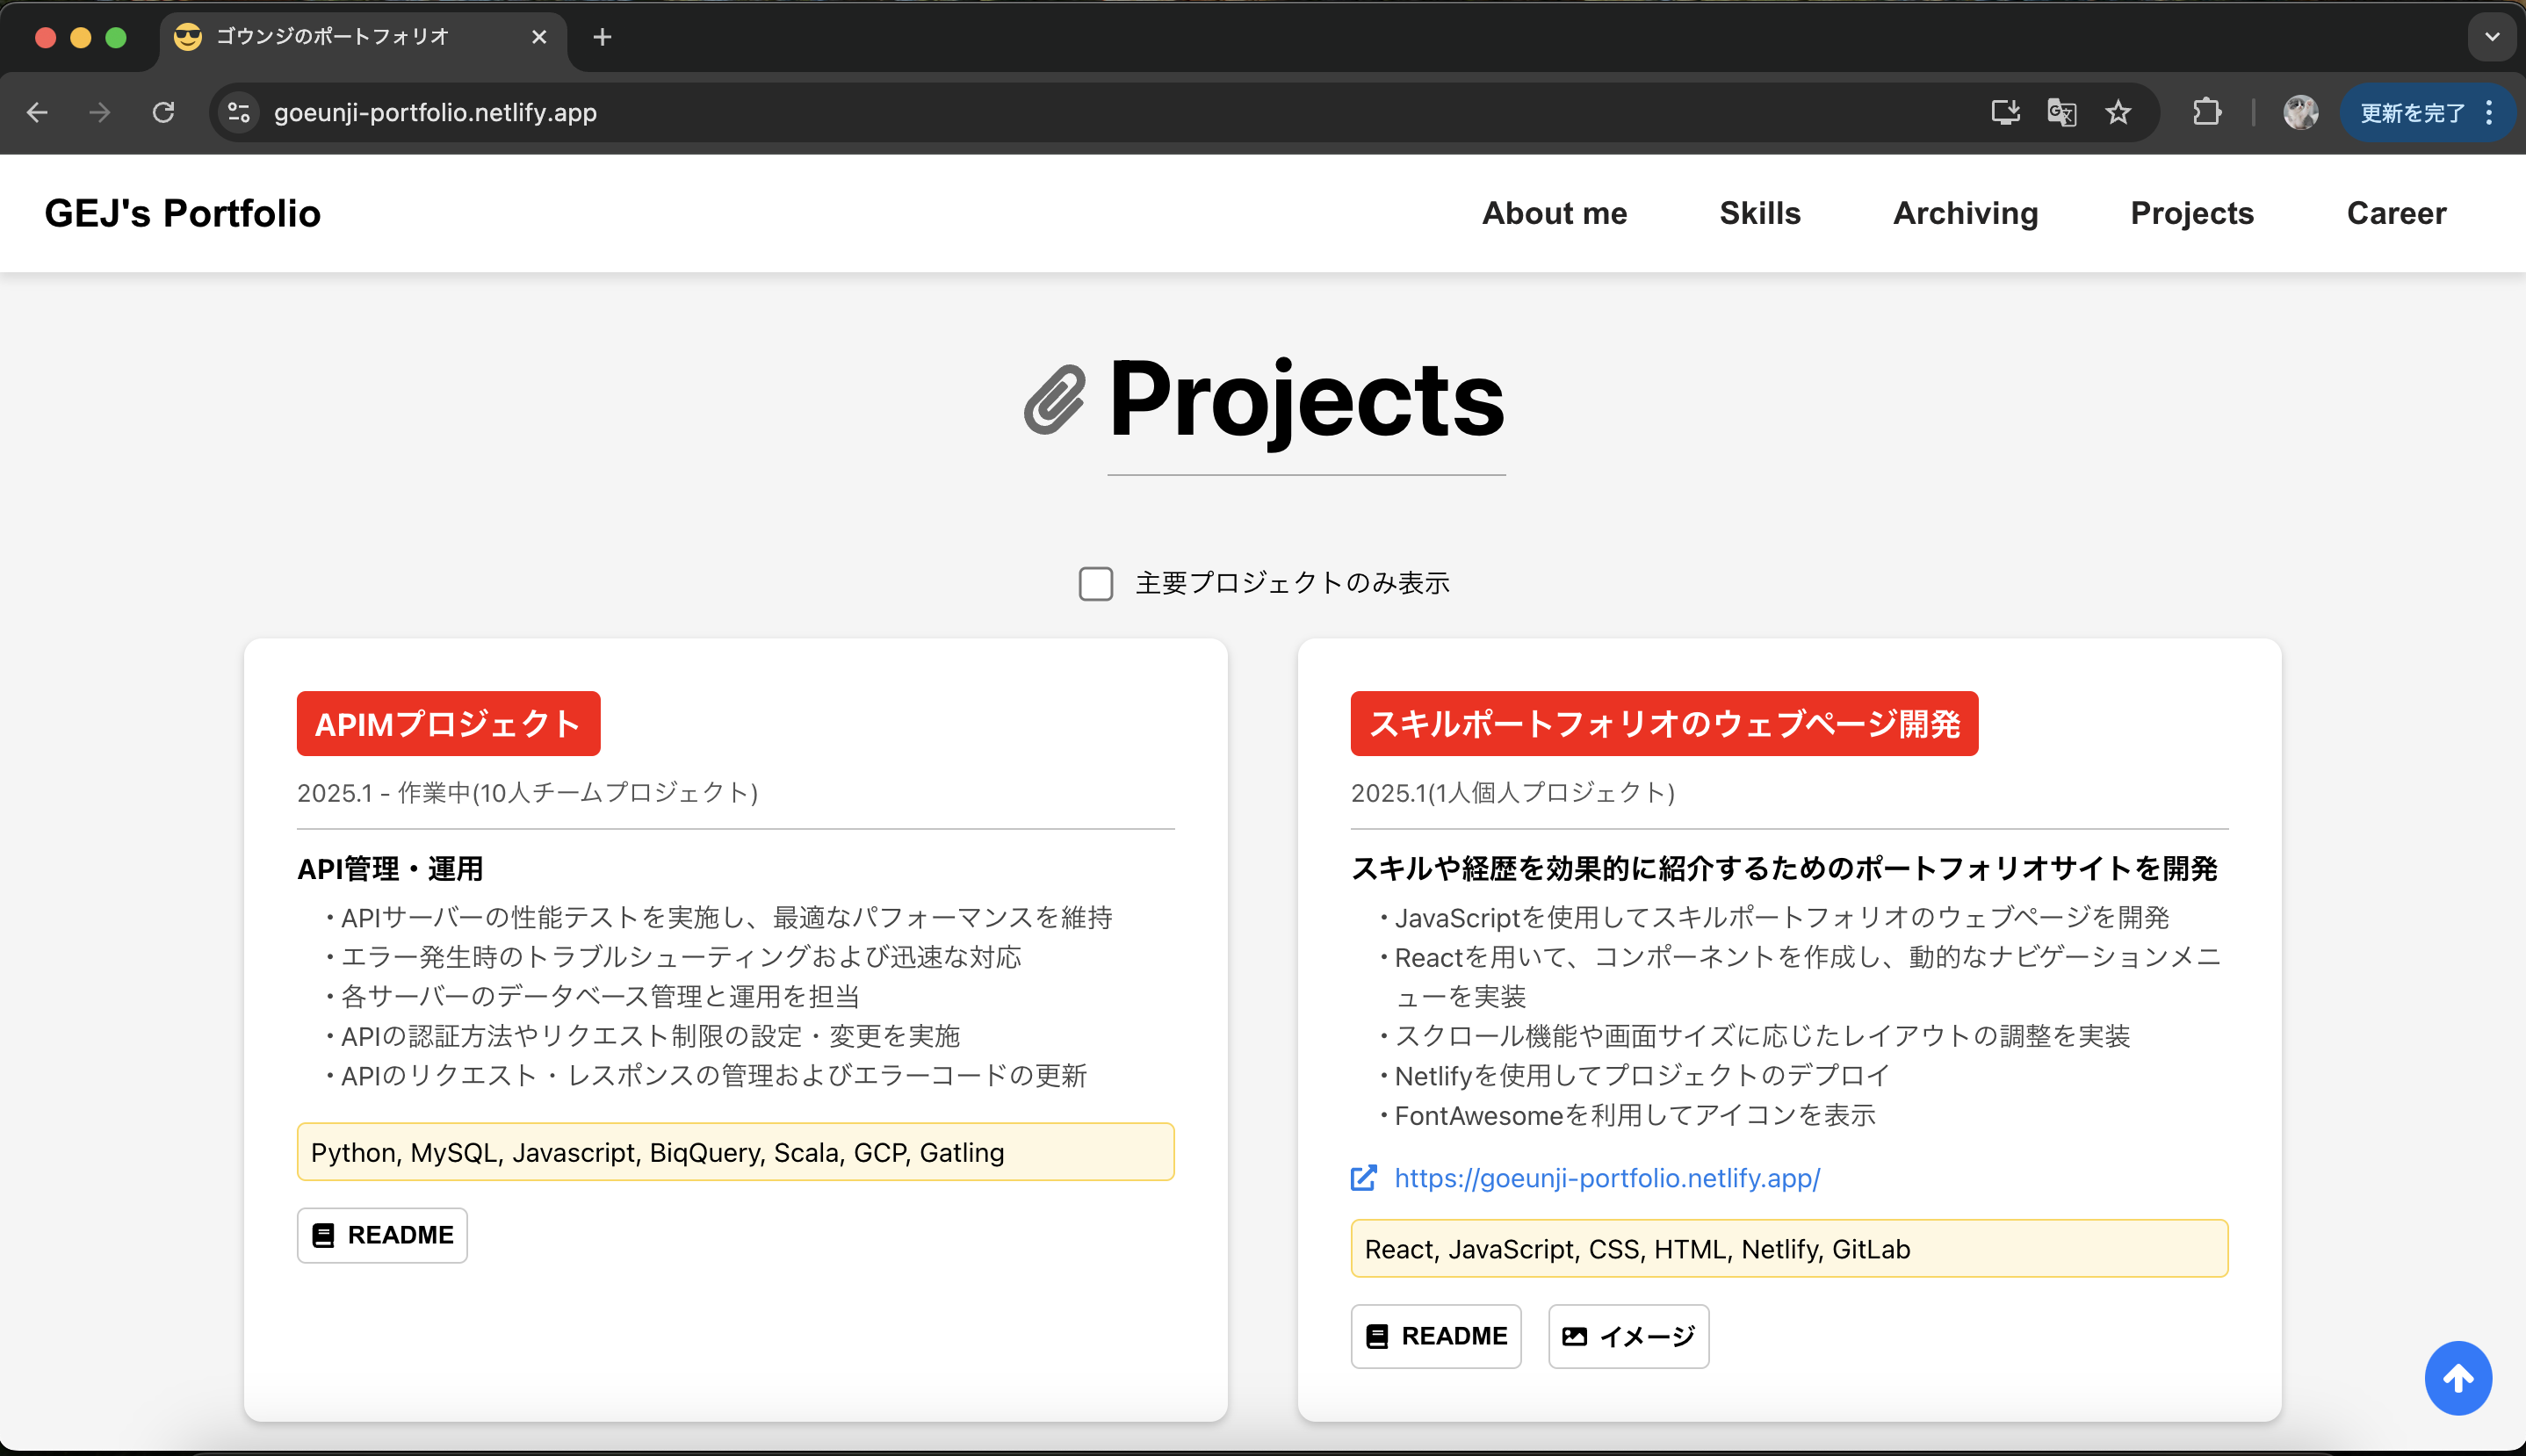 ゴウンジのポートフォリオ
goeunji-portfolio.netlify.app
更新を完了
GEJ's Portfolio
About me
Skills
Archiving
Projects
Career
Projects
主要プロジェクトのみ表示
APIMプロジェクト
2025.1 - 作業中(10人チームプロジェクト)
API管理・運用
・APIサーバーの性能テストを実施し、最適なパフォーマンスを維持
・エラー発生時のトラブルシューティングおよび迅速な対応
・各サーバーのデータベース管理と運用を担当
・APIの認証方法やリクエスト制限の設定・変更を実施
・APIのリクエスト・レスポンスの管理およびエラーコードの更新
Python, MySQL, Javascript, BiqQuery, Scala, GCP, Gatling
README
スキルポートフォリオのウェブページ開発
2025.1(1人個人プロジェクト)
スキルや経歴を効果的に紹介するためのポートフォリオサイトを開発
・JavaScriptを使用してスキルポートフォリオのウェブページを開発
・Reactを用いて、コンポーネントを作成し、動的なナビゲーションメニ
ューを実装
・スクロール機能や画面サイズに応じたレイアウトの調整を実装
・Netlifyを使用してプロジェクトのデプロイ
・FontAwesomeを利用してアイコンを表示
https://goeunji-portfolio.netlify.app/
React, JavaScript, CSS, HTML, Netlify, GitLab
README
イメージ